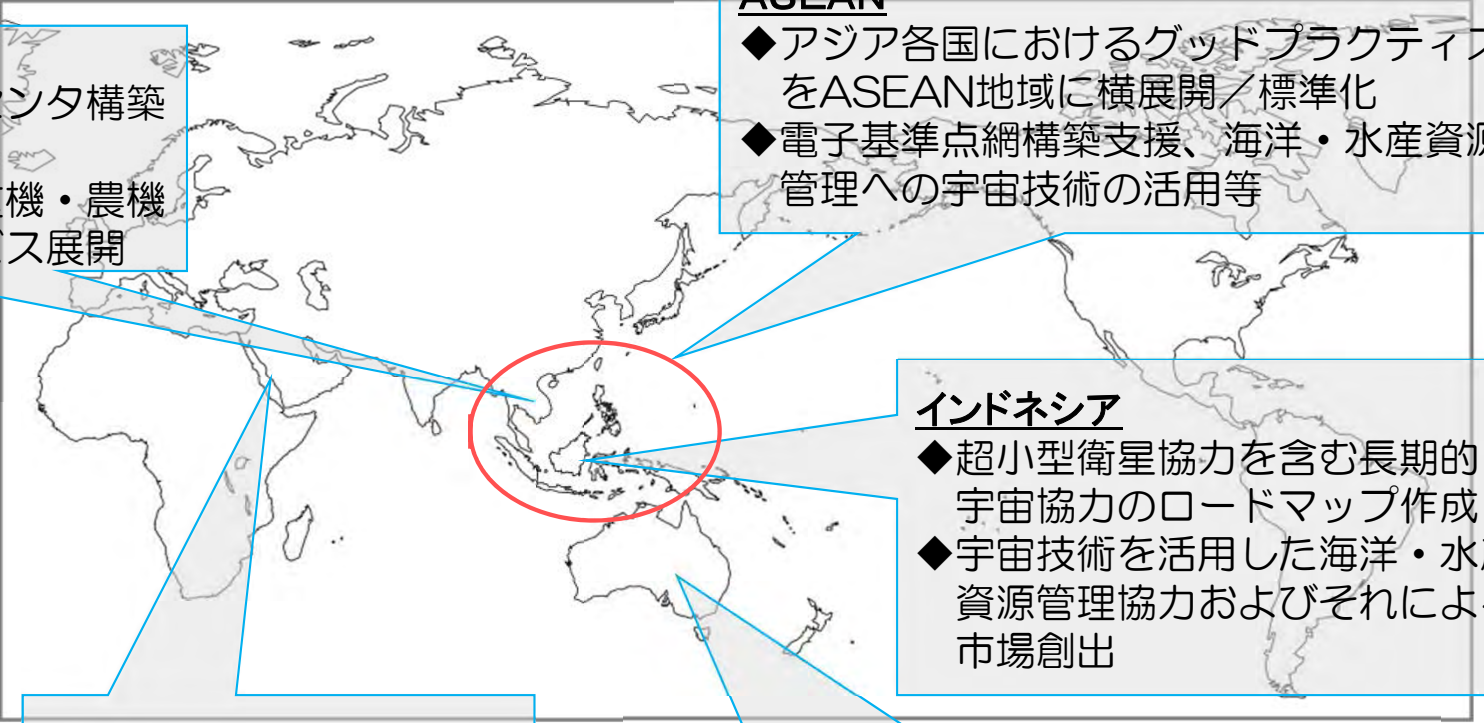 ンタ構築
機・農機
ス展開
ASEAN
◆アジア各国におけるグッドプラクティ
をASEAN地域に横展開／標準化
◆電子基準点網構築支援、海洋・水産資源
管理への宇宙技術の活用等
インドネシア
◆超小型衛星協力を含む長期的
宇宙協力のロードマップ作成
◆宇宙技術を活用した海洋・水
資源管理協力およびそれによ
市場創出